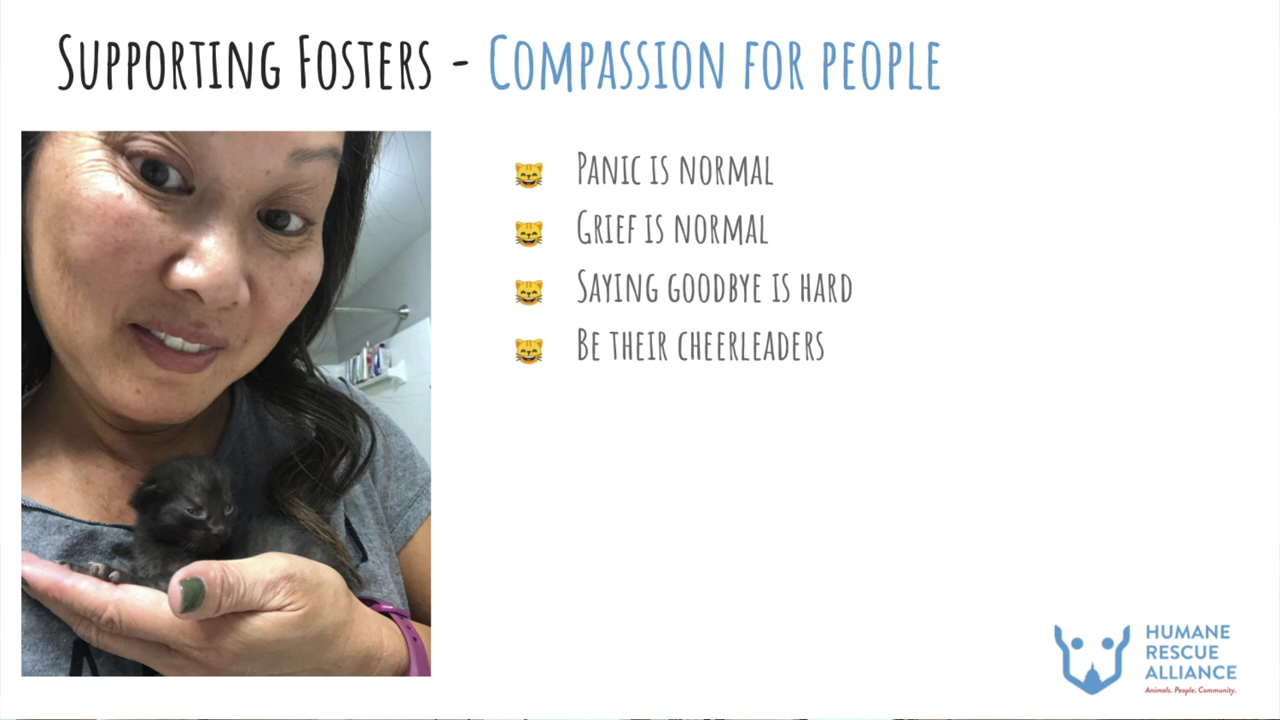 Supporting Fosters - Compassion for people
Panic is normal
Grief is normal
Saying goodbye is hard
Be their cheerleaders
HUMANE
RESCUE
ALLIANCE
Animals. People. Community.